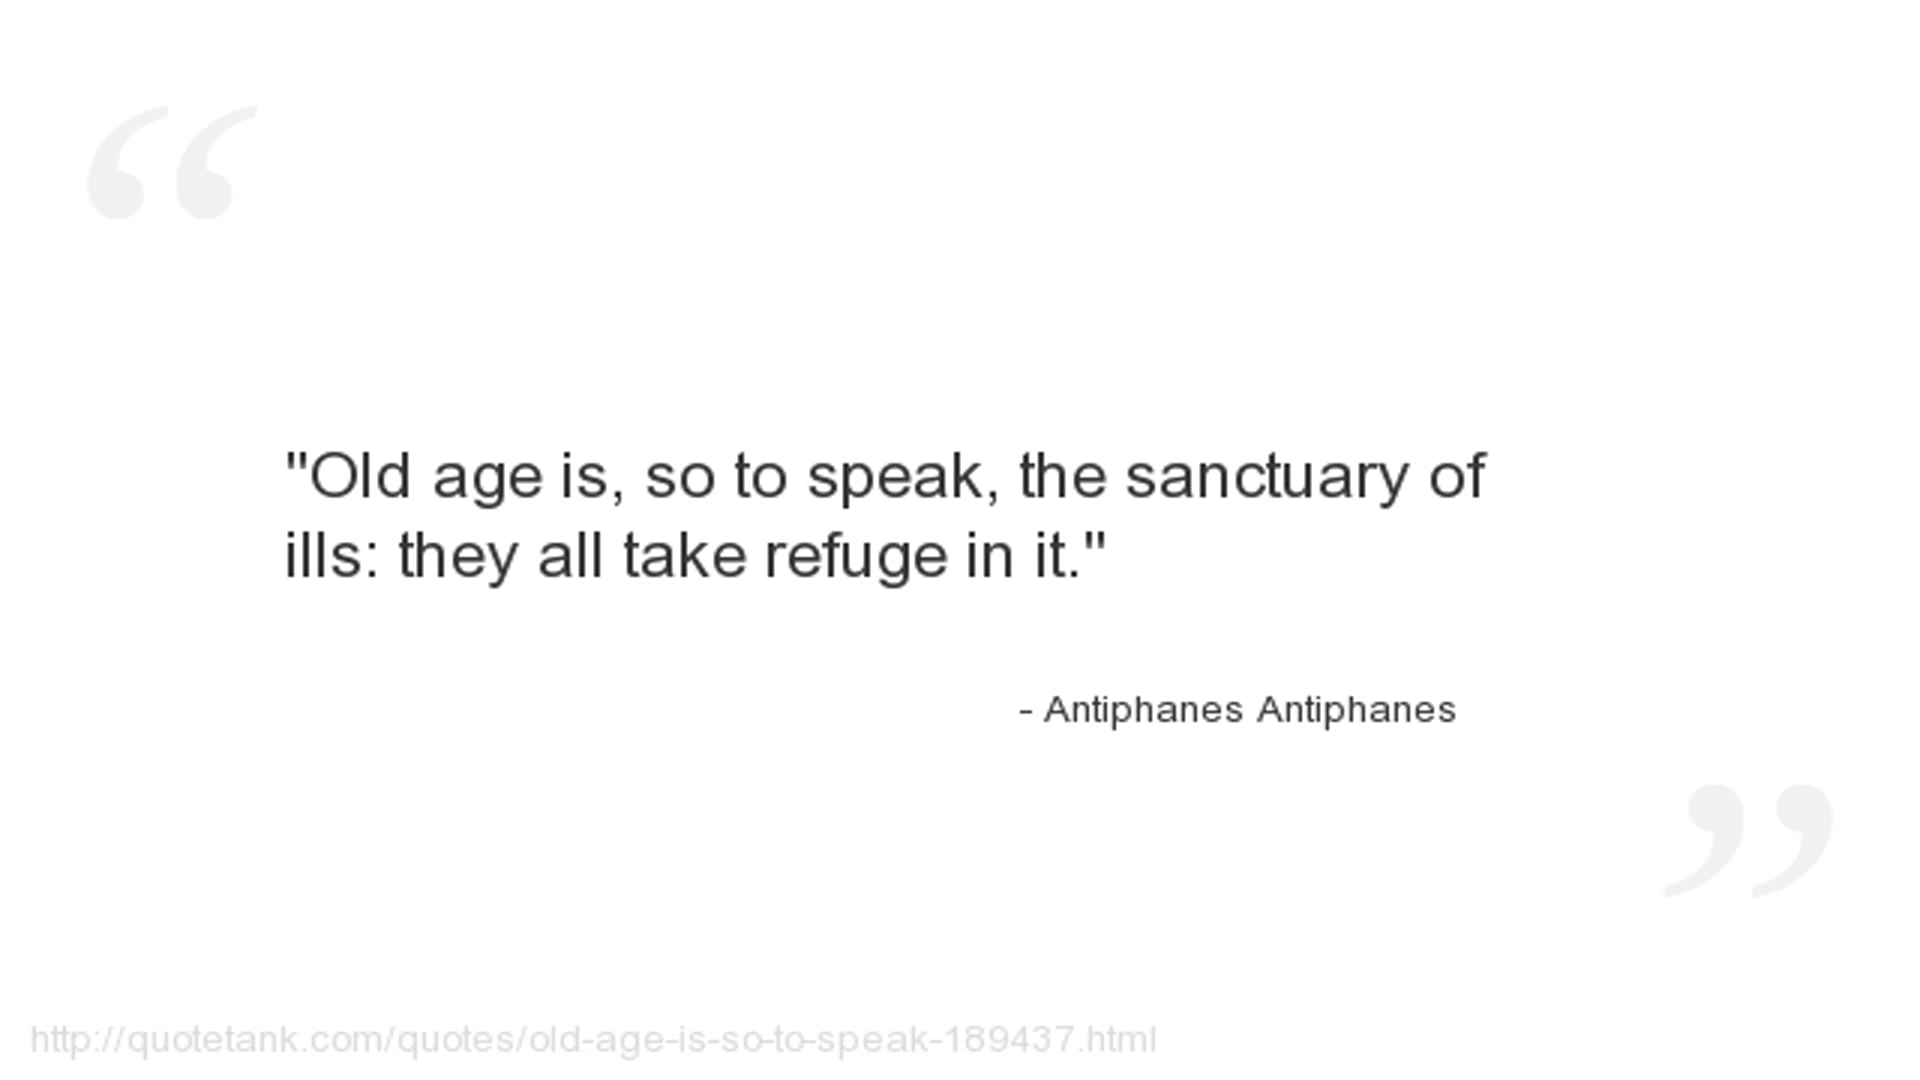 "Old age is, so to speak, the sanctuary of
ills: they all take refuge in it."
- Antiphanes Antiphanes
http://quotetank.com/quotes/old-age-is-so-to-speak-189437.html